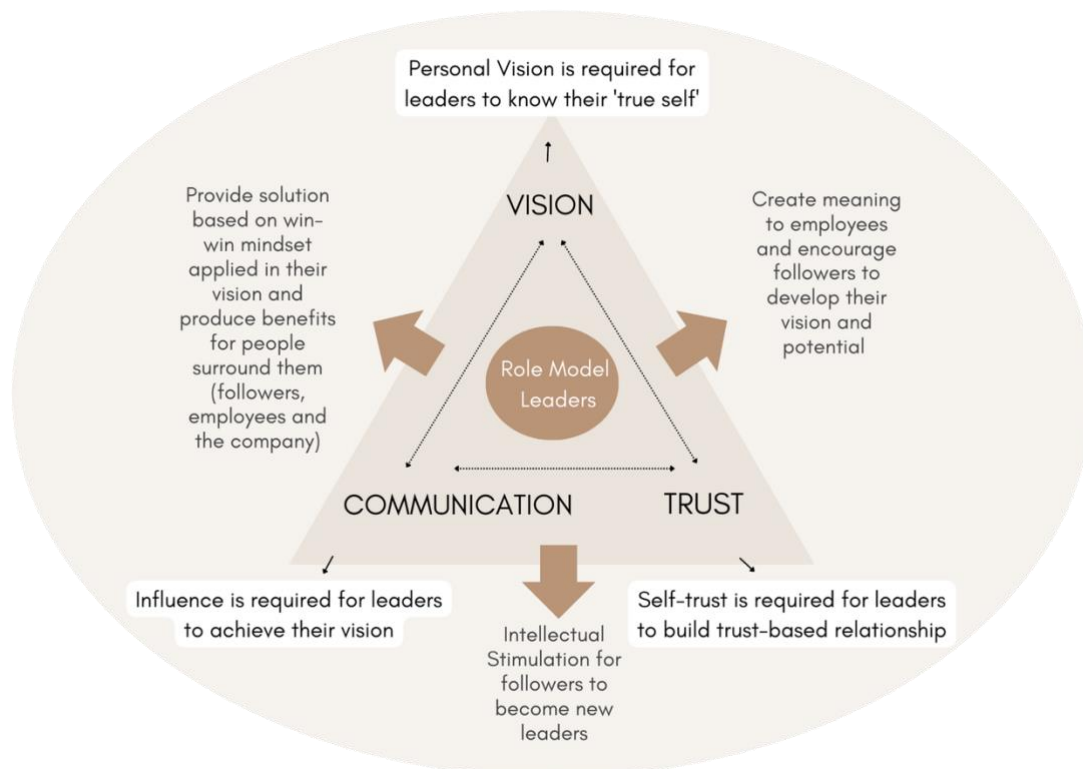 Personal Vision is required for
leaders to know their 'true self'
VISION
Provide solution
based on win-
win mindset
applied in their
vision and
produce benefits
for people
surround them
(followers,
employees and
the company)
Create meaning
to employees
and encourage
followers to
develop their
vision and
potential
Role Model
Leaders
COMMUNICATION
TRUST
Influence is required for leaders
to achieve their vision
Self-trust is required for leaders
to build trust-based relationship
Intellectual
Stimulation for
followers to
become new
leaders